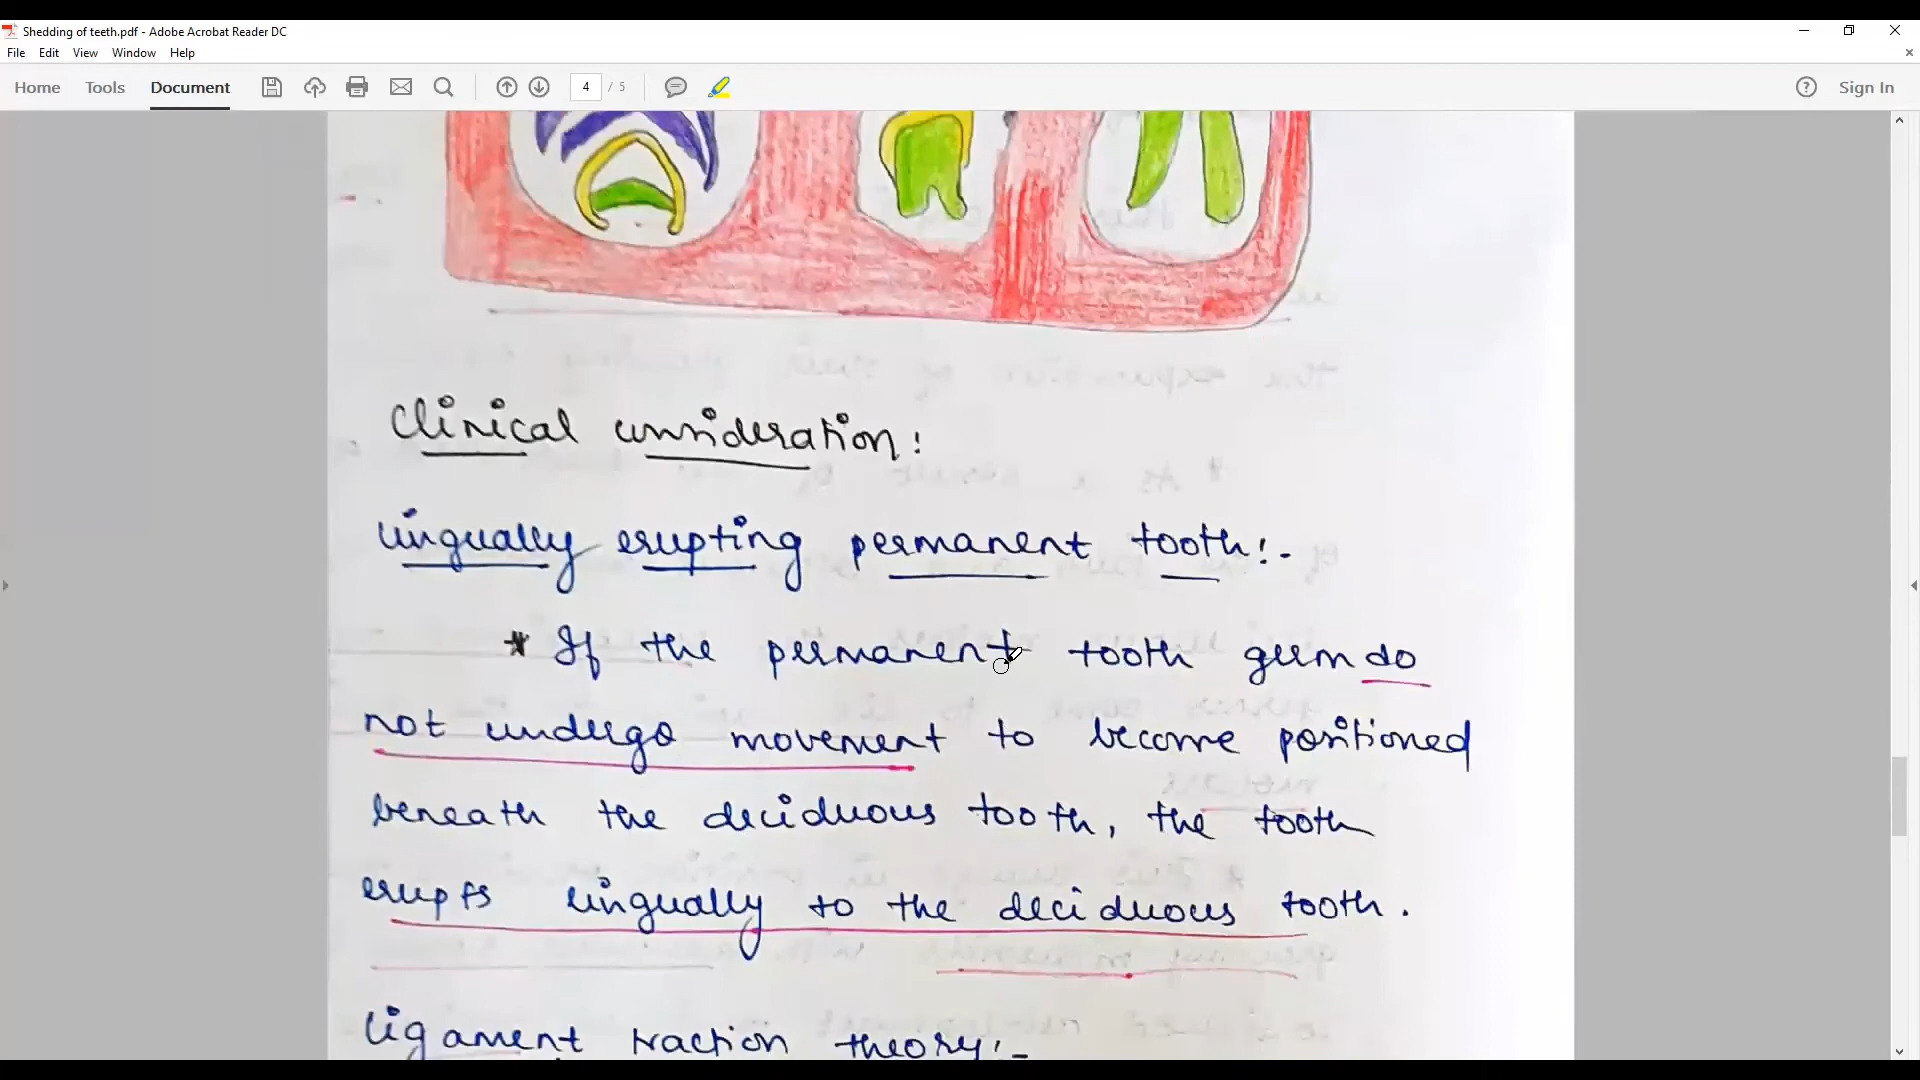 Shedding of teeth.pdf - Adobe Acrobat Reader DC
File Edit View Window Help
Home Tools Document 4 / 5 Sign In
Clinical consideration:
Lingually erupting permanent tooth:-
* If the permanent tooth germ do
not undergo movement to become positioned
beneath the deciduous tooth, the tooth
erupts lingually to the deciduous tooth.
Ligament traction theory:-